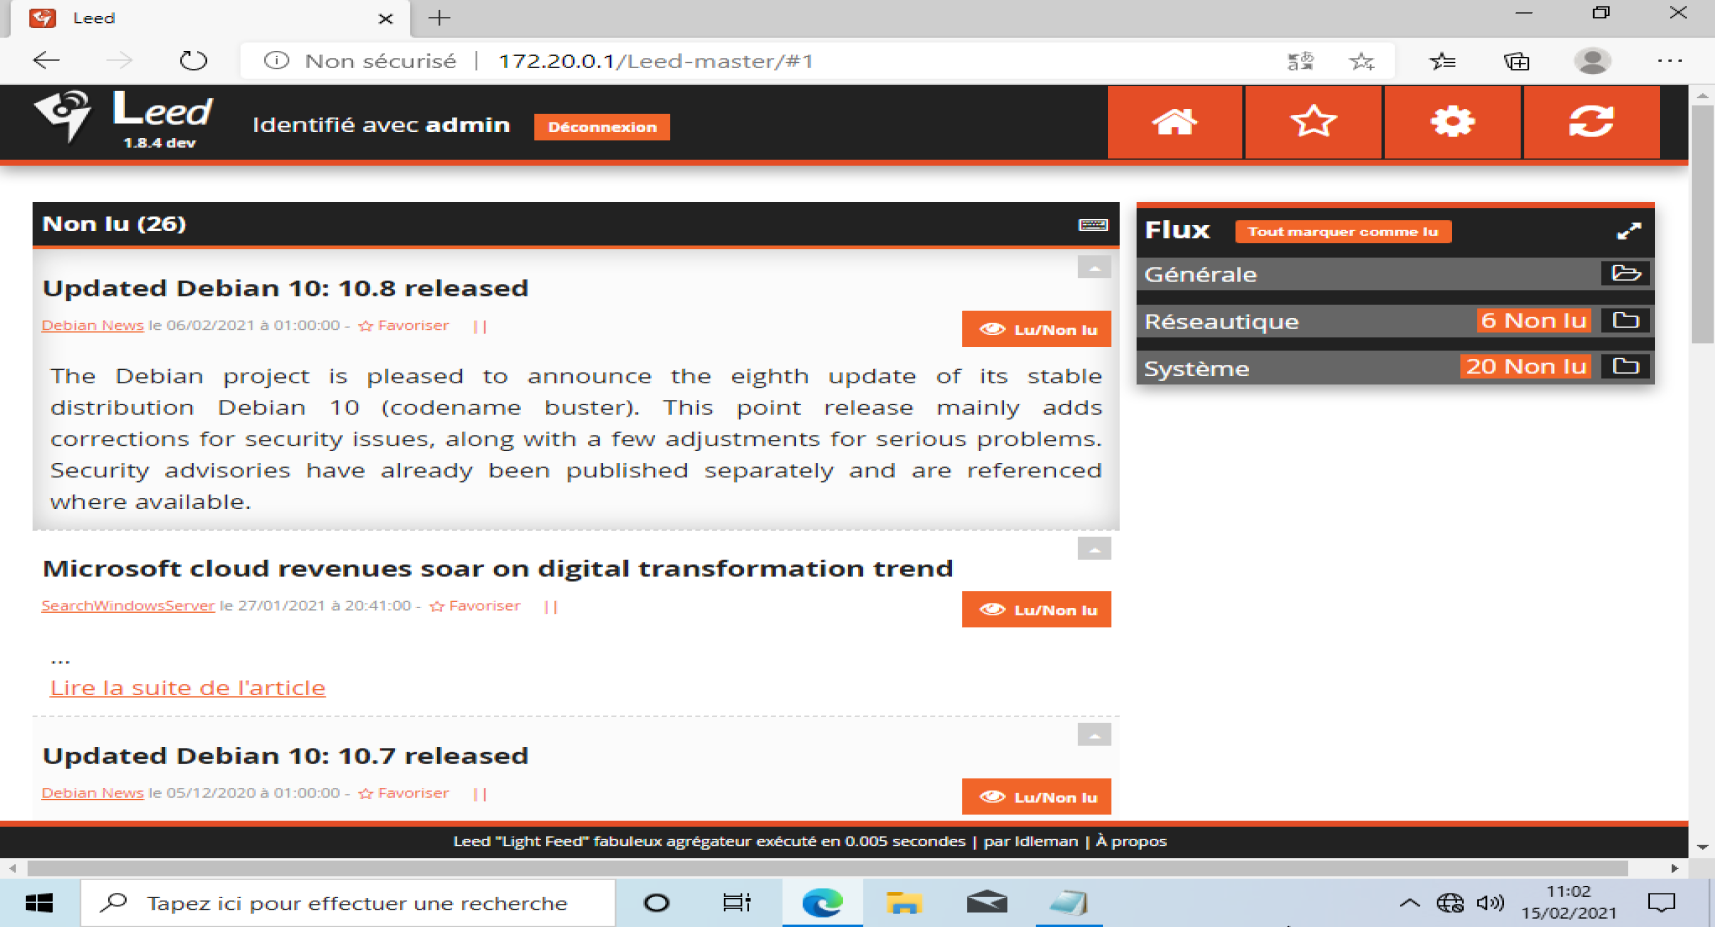 Leed
Non sécurisé | 172.20.0.1/Leed-master/#1
Leed
1.8.4 dev
Identifié avec admin
Déconnexion
Non lu (26)
Updated Debian 10: 10.8 released
Debian News le 06/02/2021 à 01:00:00 - Favoriser ||
Lu/Non lu
The Debian project is pleased to announce the eighth update of its stable
distribution Debian 10 (codename buster). This point release mainly adds
corrections for security issues, along with a few adjustments for serious problems.
Security advisories have already been published separately and are referenced
where available.
Microsoft cloud revenues soar on digital transformation trend
SearchWindowsServer le 27/01/2021 à 20:41:00 - Favoriser ||
Lu/Non lu
...
Lire la suite de l'article
Updated Debian 10: 10.7 released
Debian News le 05/12/2020 à 01:00:00 - Favoriser ||
Lu/Non lu
Flux
Tout marquer comme lu
Générale
Réseautique 6 Non lu
Système 20 Non lu
Leed "Light Feed" fabuleux agrégateur exécuté en 0.005 secondes | par Idleman | À propos
Tapez ici pour effectuer une recherche
11:02
15/02/2021